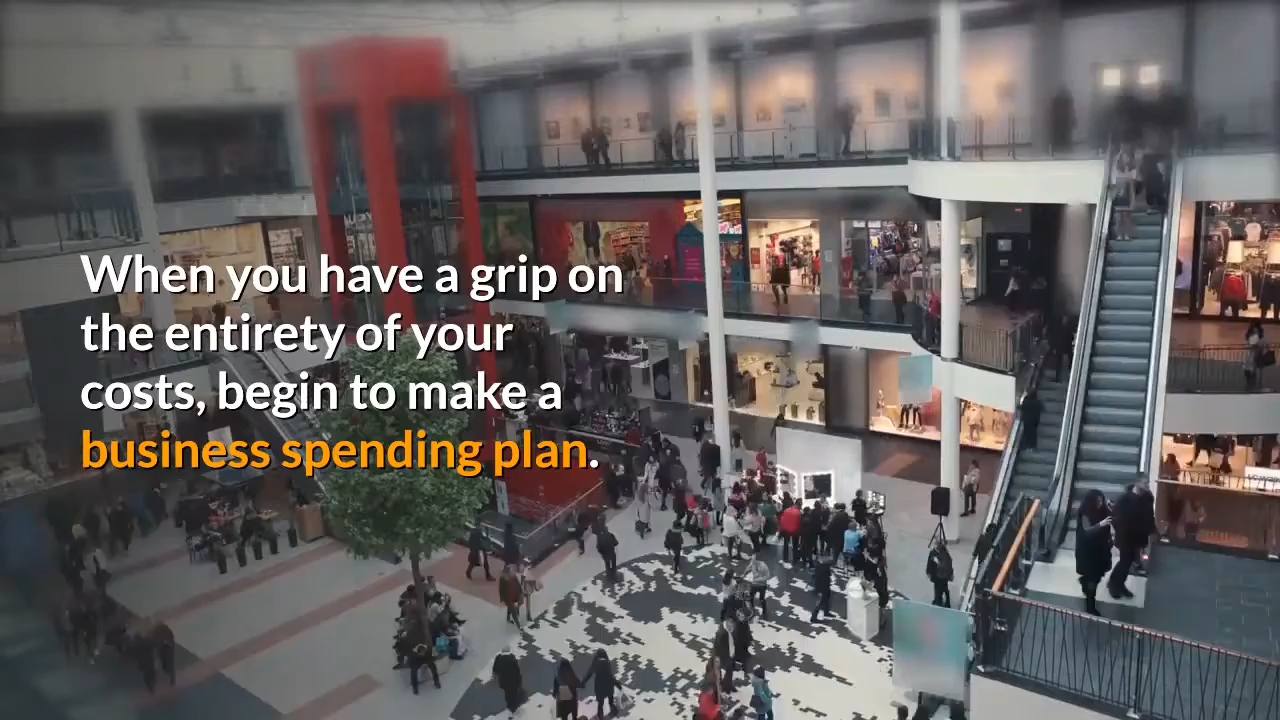 When you have a grip on
the entirety of your
costs, begin to make a
business spending plan.